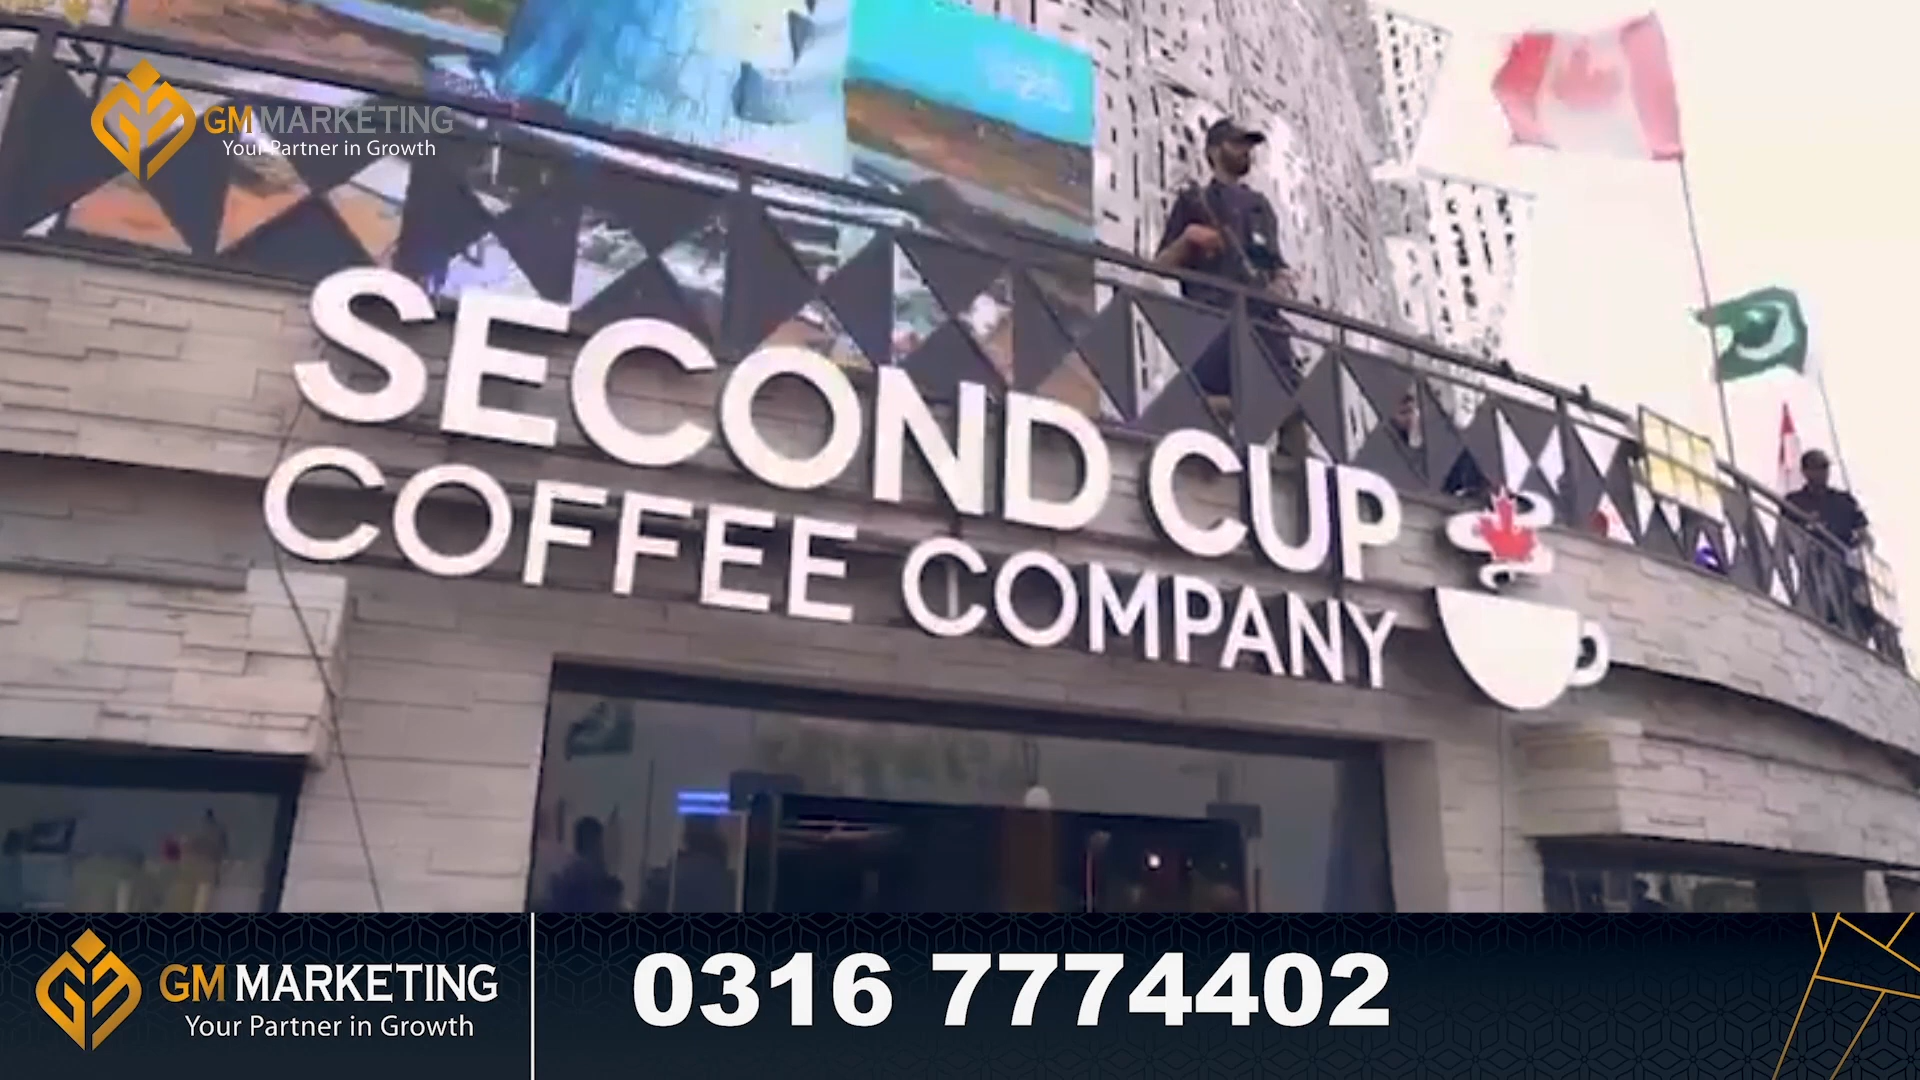 GM MARKETING
Your Partner in Growth
SECOND CUP
COFFEE COMPANY
GM MARKETING
Your Partner in Growth
0316 7774402